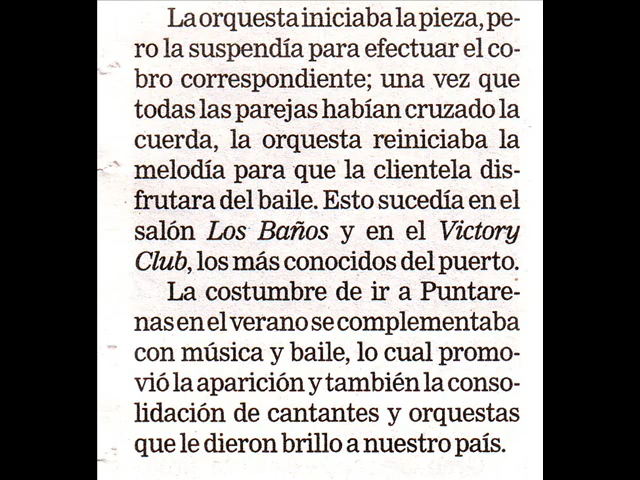 La orquesta iniciaba la pieza, pe-
ro la suspendía para efectuar el co-
bro correspondiente; una vez que
todas las parejas habían cruzado la
cuerda, la orquesta reiniciaba la
melodía para que la clientela dis-
frutara del baile. Esto sucedía en el
salón Los Baños y en el Victory
Club, los más conocidos del puerto.
La costumbre de ir a Puntare-
nas en el verano se complementaba
con música y baile, lo cual promo-
vió la aparición y también la conso-
lidación de cantantes y orquestas
que le dieron brillo a nuestro país.